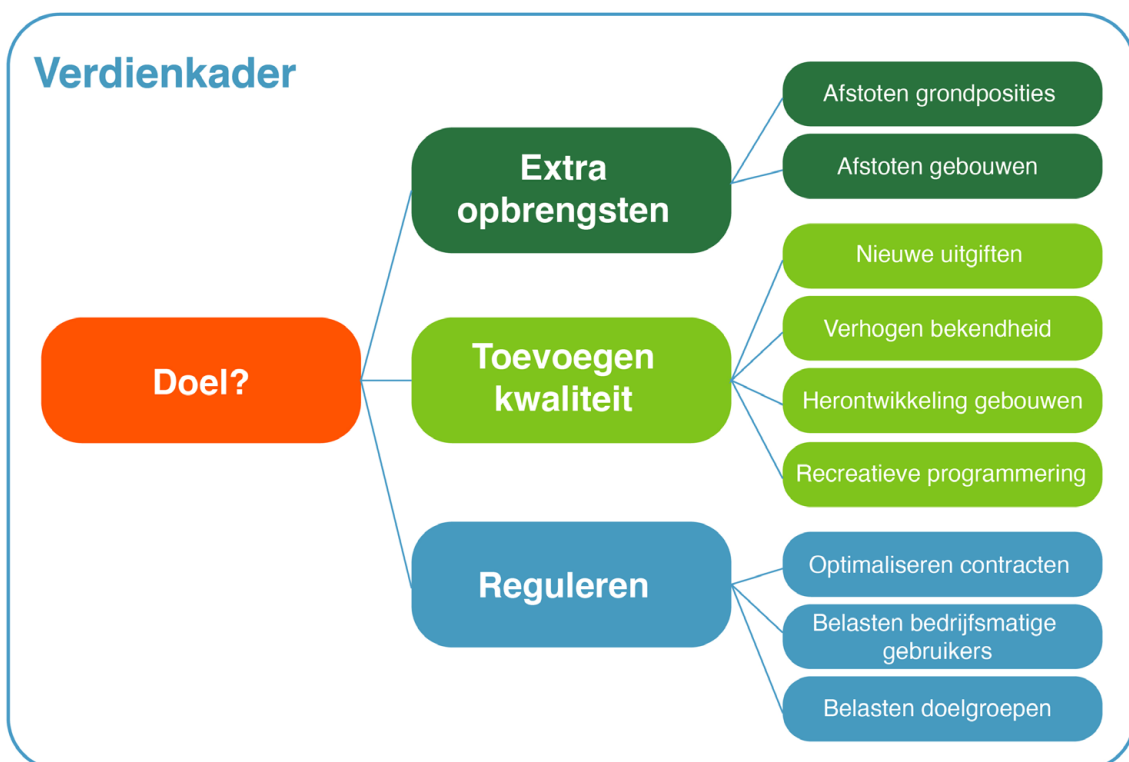 Verdienkader
Doel?
Extra
opbrengsten
Afstoten grondposities
Afstoten gebouwen
Toevoegen
kwaliteit
Nieuwe uitgiften
Verhogen bekendheid
Herontwikkeling gebouwen
Recreatieve programmering
Reguleren
Optimaliseren contracten
Belasten bedrijfsmatige
gebruikers
Belasten doelgroepen